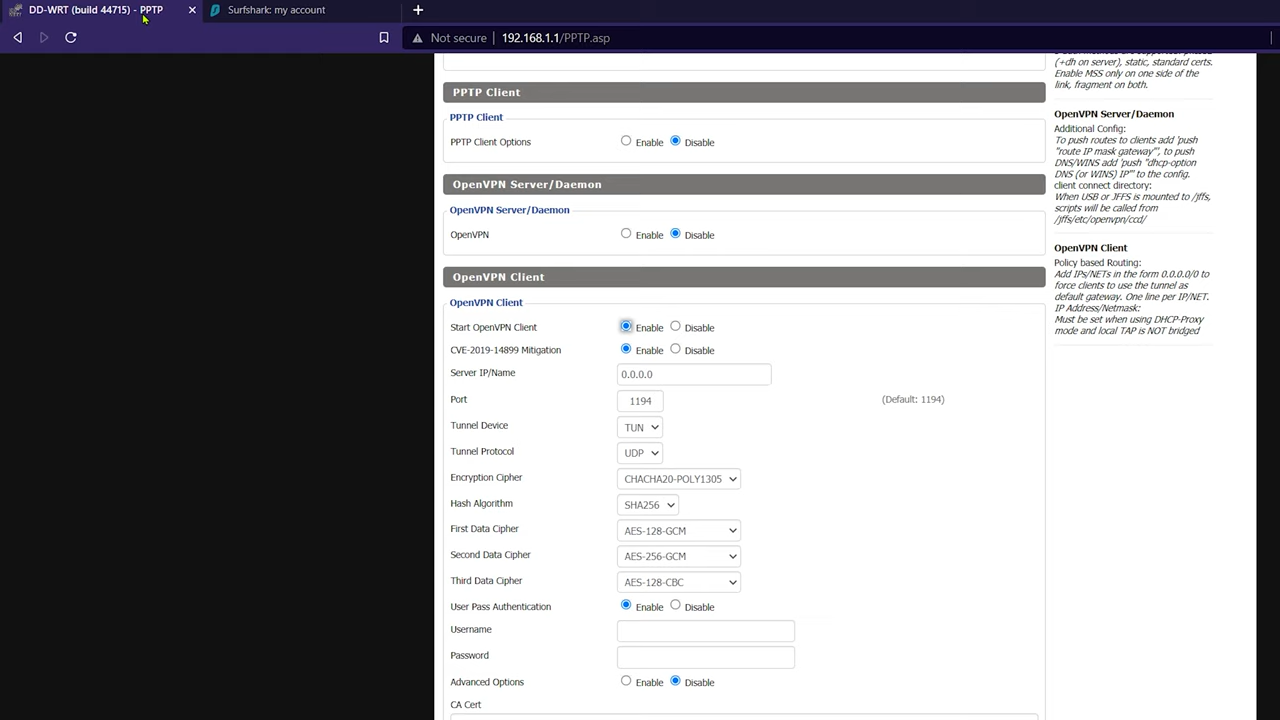 DD-WRT (build 44715) - PPTP
Surfshark: my account
Not secure
192.168.1.1/PPTP.asp
(+dh on server), static, standard certs.
Enable MSS only on one side of the
link, fragment on both.
PPTP Client
PPTP Client
PPTP Client Options
Enable
Disable
OpenVPN Server/Daemon
OpenVPN Server/Daemon
OpenVPN
Enable
Disable
OpenVPN Client
OpenVPN Client
Start OpenVPN Client
Enable
Disable
CVE-2019-14899 Mitigation
Enable
Disable
Server IP/Name
0.0.0.0
Port
1194
(Default: 1194)
Tunnel Device
TUN
Tunnel Protocol
UDP
Encryption Cipher
CHACHA20-POLY1305
Hash Algorithm
SHA256
First Data Cipher
AES-128-GCM
Second Data Cipher
AES-256-GCM
Third Data Cipher
AES-128-CBC
User Pass Authentication
Enable
Disable
Username
Password
Advanced Options
Enable
Disable
CA Cert
OpenVPN Server/Daemon
Additional Config:
To push routes to clients add 'push
"route IP mask gateway"', to push
DNS/WINS add 'push "dhcp-option
DNS (or WINS) IP"' to the config.
client connect directory:
When USB or JFFS is mounted to /jffs,
scripts will be called from
/jffs/etc/openvpn/ccd/
OpenVPN Client
Policy based Routing:
Add IPs/NETs in the form 0.0.0.0/0 to
force clients to use the tunnel as
default gateway. One line per IP/NET.
IP Address/Netmask:
Must be set when using DHCP-Proxy
mode and local TAP is NOT bridged